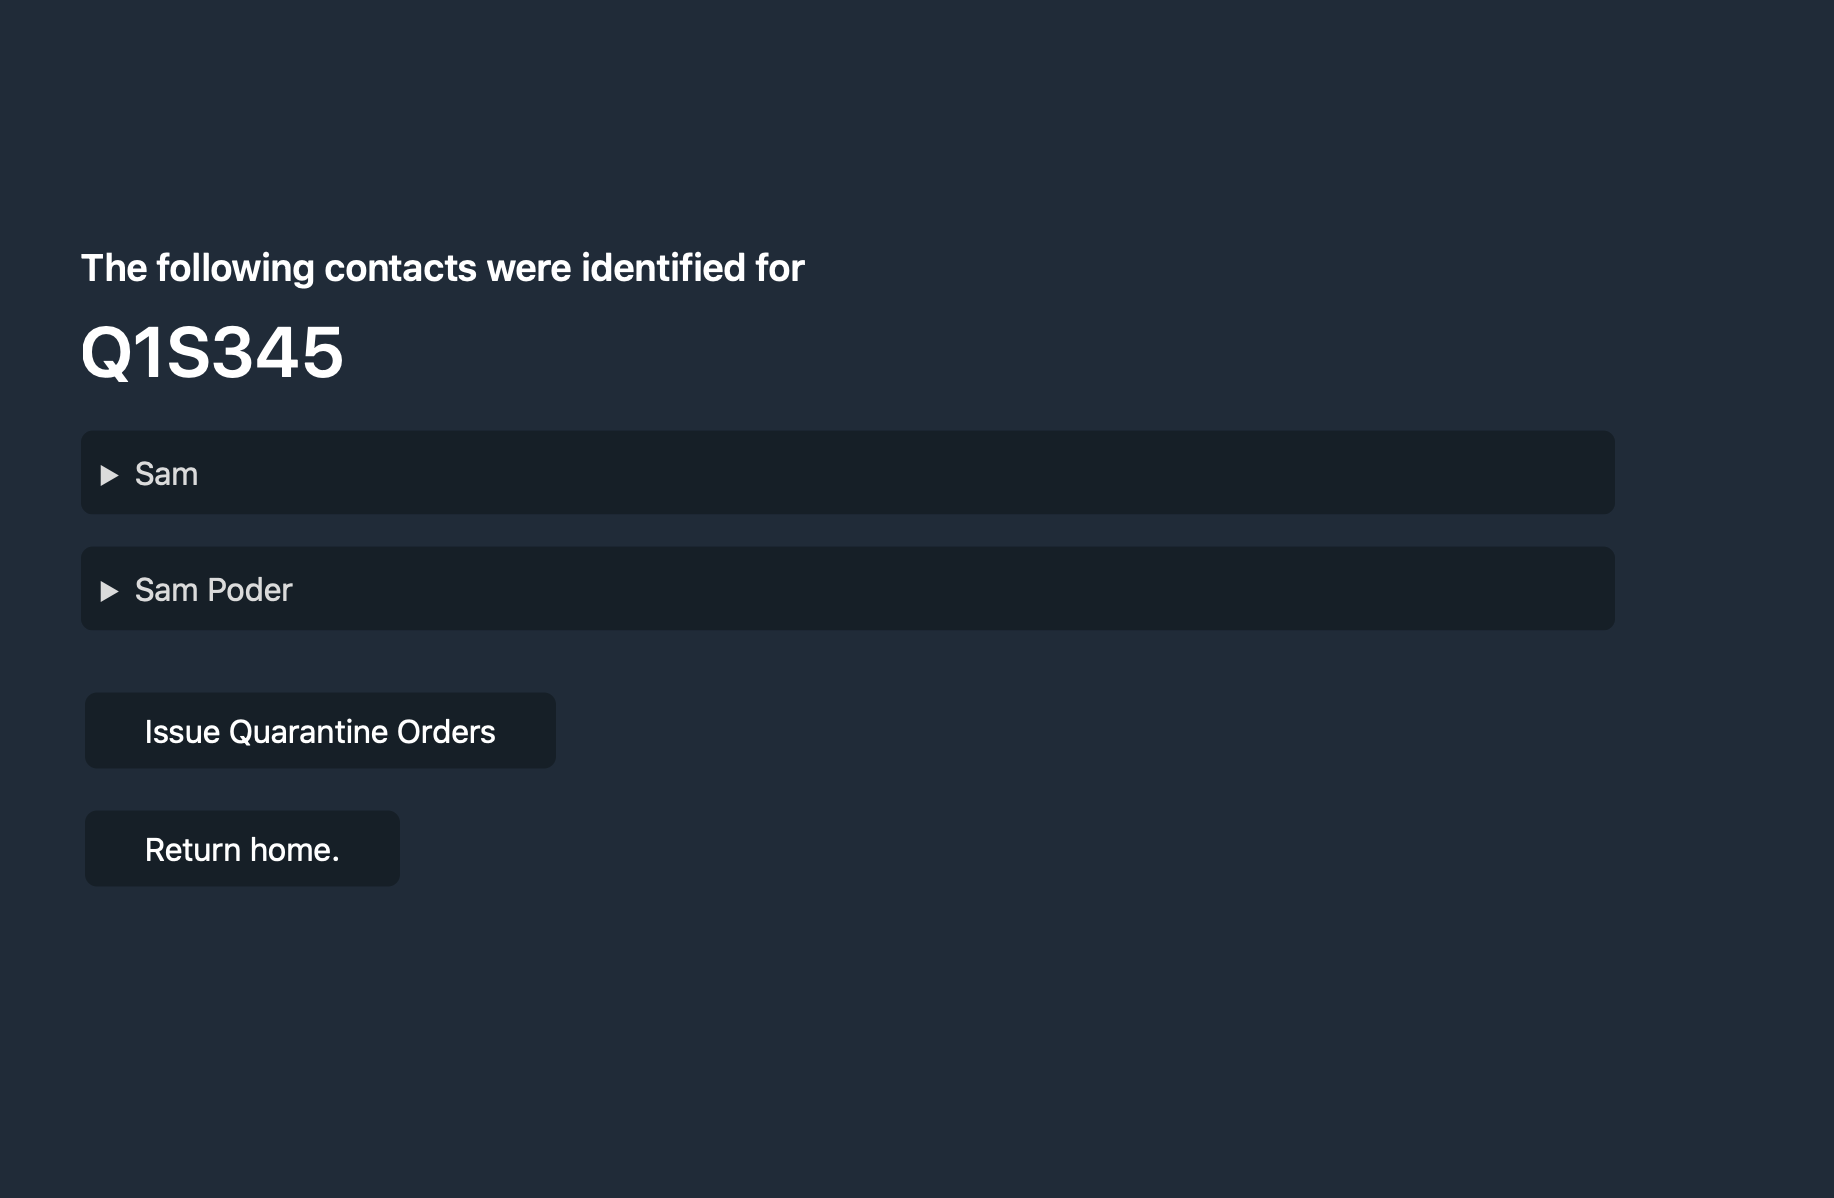 The following contacts were identified for
Q1S345
Sam
Sam Poder
Issue Quarantine Orders
Return home.